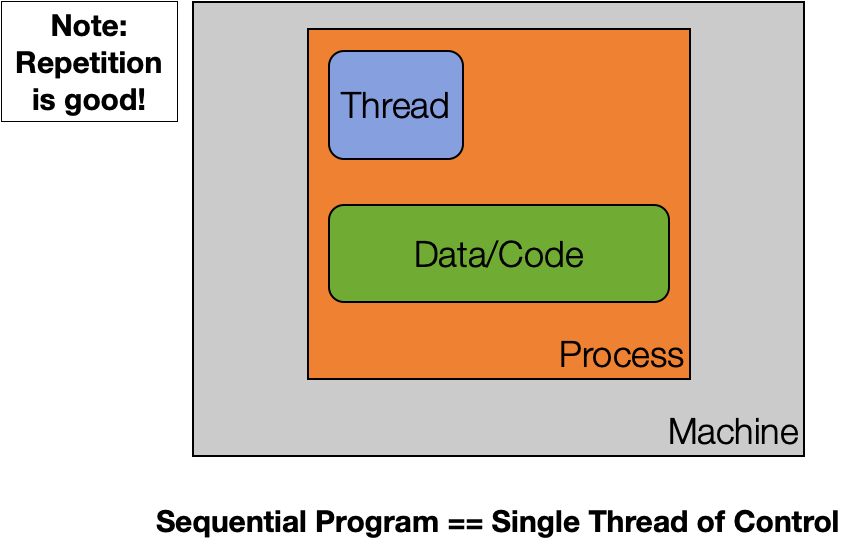 Note:
Repetition
is good!
Thread
Data/Code
Process
Machine
Sequential Program == Single Thread of Control